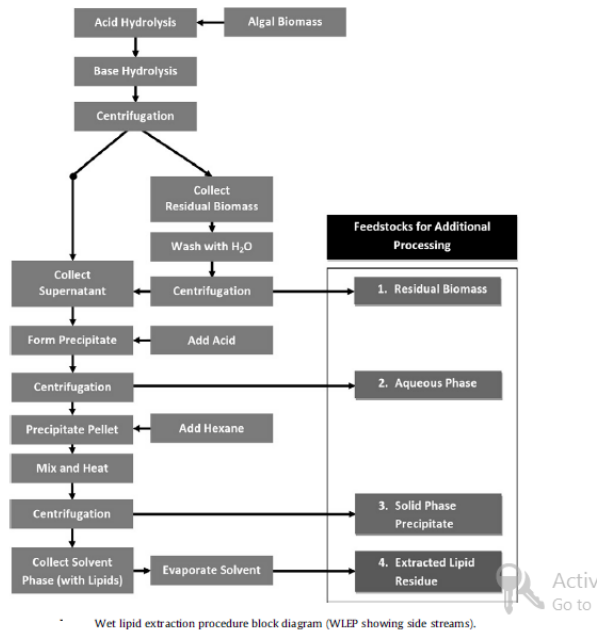 Acid Hydrolysis
Algal Biomass
Base Hydrolysis
Centrifugation
Collect
Residual Biomass
Feedstocks for Additional
Processing
Wash with H₂O
Collect
Supernatant
Centrifugation
1. Residual Biomass
Form Precipitate
Add Acid
Centrifugation
2. Aqueous Phase
Precipitate Pellet
Add Hexane
Mix and Heat
Centrifugation
3. Solid Phase
Precipitate
Collect Solvent
Phase (with Lipids)
Evaporate Solvent
4. Extracted Lipid
Residue
Activ
Go to
Wet lipid extraction procedure block diagram (WLEP showing side streams).